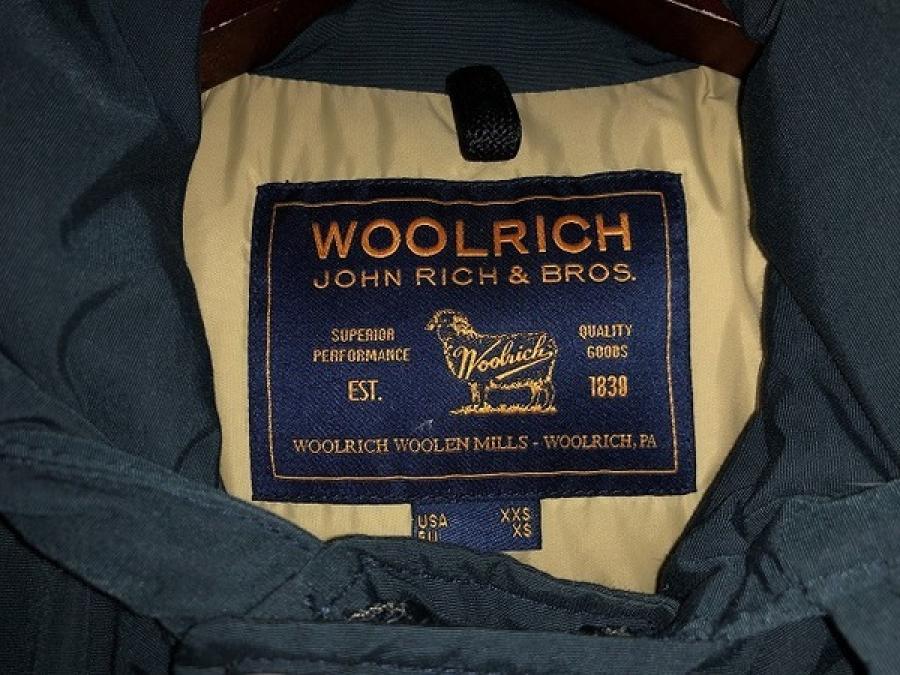 WOOLRICH
JOHN RICH & BROS.
SUPERIOR PERFORMANCE
Woolrich
QUALITY GOODS
EST.
1830
WOOLRICH WOOLEN MILLS - WOOLRICH, PA
USA XXS
EU XS